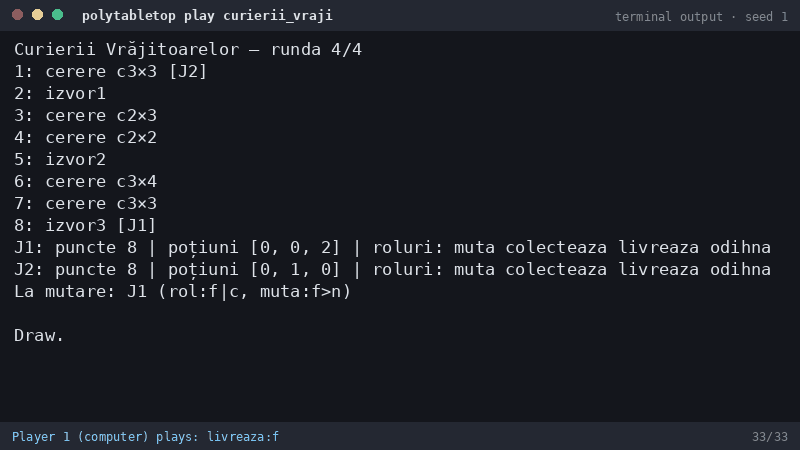 polytabletop play curierii_vraji
terminal output · seed 1
Curierii Vrăjitoarelor — runda 4/4
1: cerere c3×3 [J2]
2: izvor1
3: cerere c2×3
4: cerere c2×2
5: izvor2
6: cerere c3×4
7: cerere c3×3
8: izvor3 [J1]
J1: puncte 8 | poțiuni [0, 0, 2] | roluri: muta colecteaza livreaza odihna
J2: puncte 8 | poțiuni [0, 1, 0] | roluri: muta colecteaza livreaza odihna
La mutare: J1 (rol:f|c, muta:f>n)
Draw.
Player 1 (computer) plays: livreaza:f
33/33